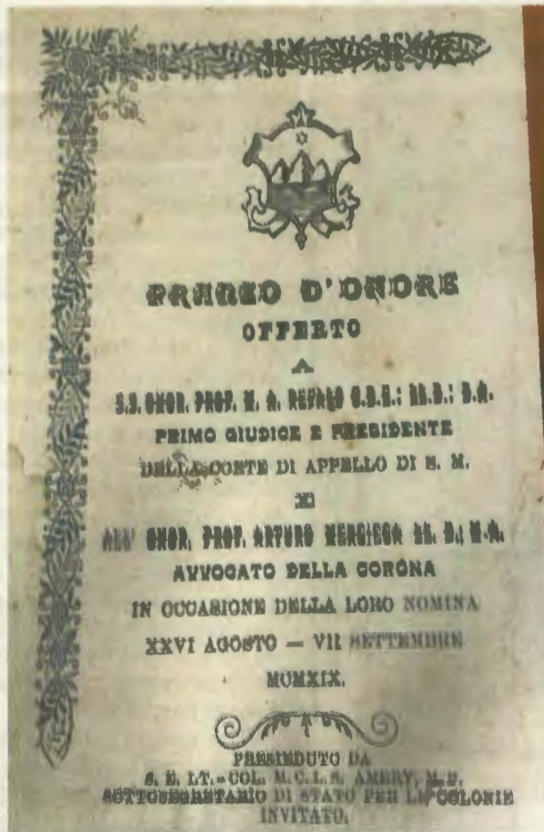 PRANZO D'ONORE
OFFERTO
A
S.S. ONOR. PROF. M. A. REFALO C.B.E.; LL.D.; B.A.
PRIMO GIUDICE E PRESIDENTE
DELLA CORTE DI APPELLO DI S. M.
E
ALL' ONOR. PROF. ARTURO MERCIECA LL. D.; M.A.
AVVOCATO DELLA CORONA
IN OCCASIONE DELLA LORO NOMINA
XXVI AGOSTO — VII SETTEMBRE
MCMXIX.
PRESIEDUTO DA
S. E. LT.-COL. M. C. L. S. AMERY, M.P.
SOTTOSEGRETARIO DI STATO PER LE COLONIE
INVITATO.